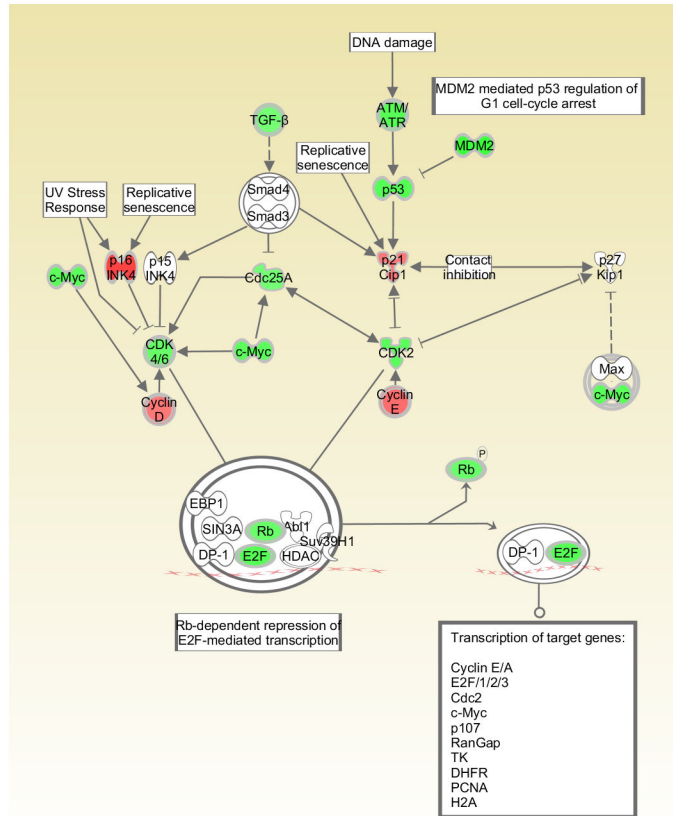 DNA damage
MDM2 mediated p53 regulation of
G1 cell-cycle arrest
ATM/
ATR
TGF-β
MDM2
Replicative
senescence
p53
Smad4
Smad3
UV Stress
Response
Replicative
senescence
p16
INK4
p15
INK4
c-Myc
Cdc25A
p21
Cip1
Contact
inhibition
p27
Kip1
CDK
4/6
c-Myc
CDK2
Max
c-Myc
Cyclin
D
Cyclin
E
P
Rb
EBP1
SIN3A
Rb
Abl1
Suv39H1
DP-1
E2F
HDAC
DP-1
E2F
Rb-dependent repression of
E2F-mediated transcription
Transcription of target genes:
Cyclin E/A
E2F/1/2/3
Cdc2
c-Myc
p107
RanGap
TK
DHFR
PCNA
H2A